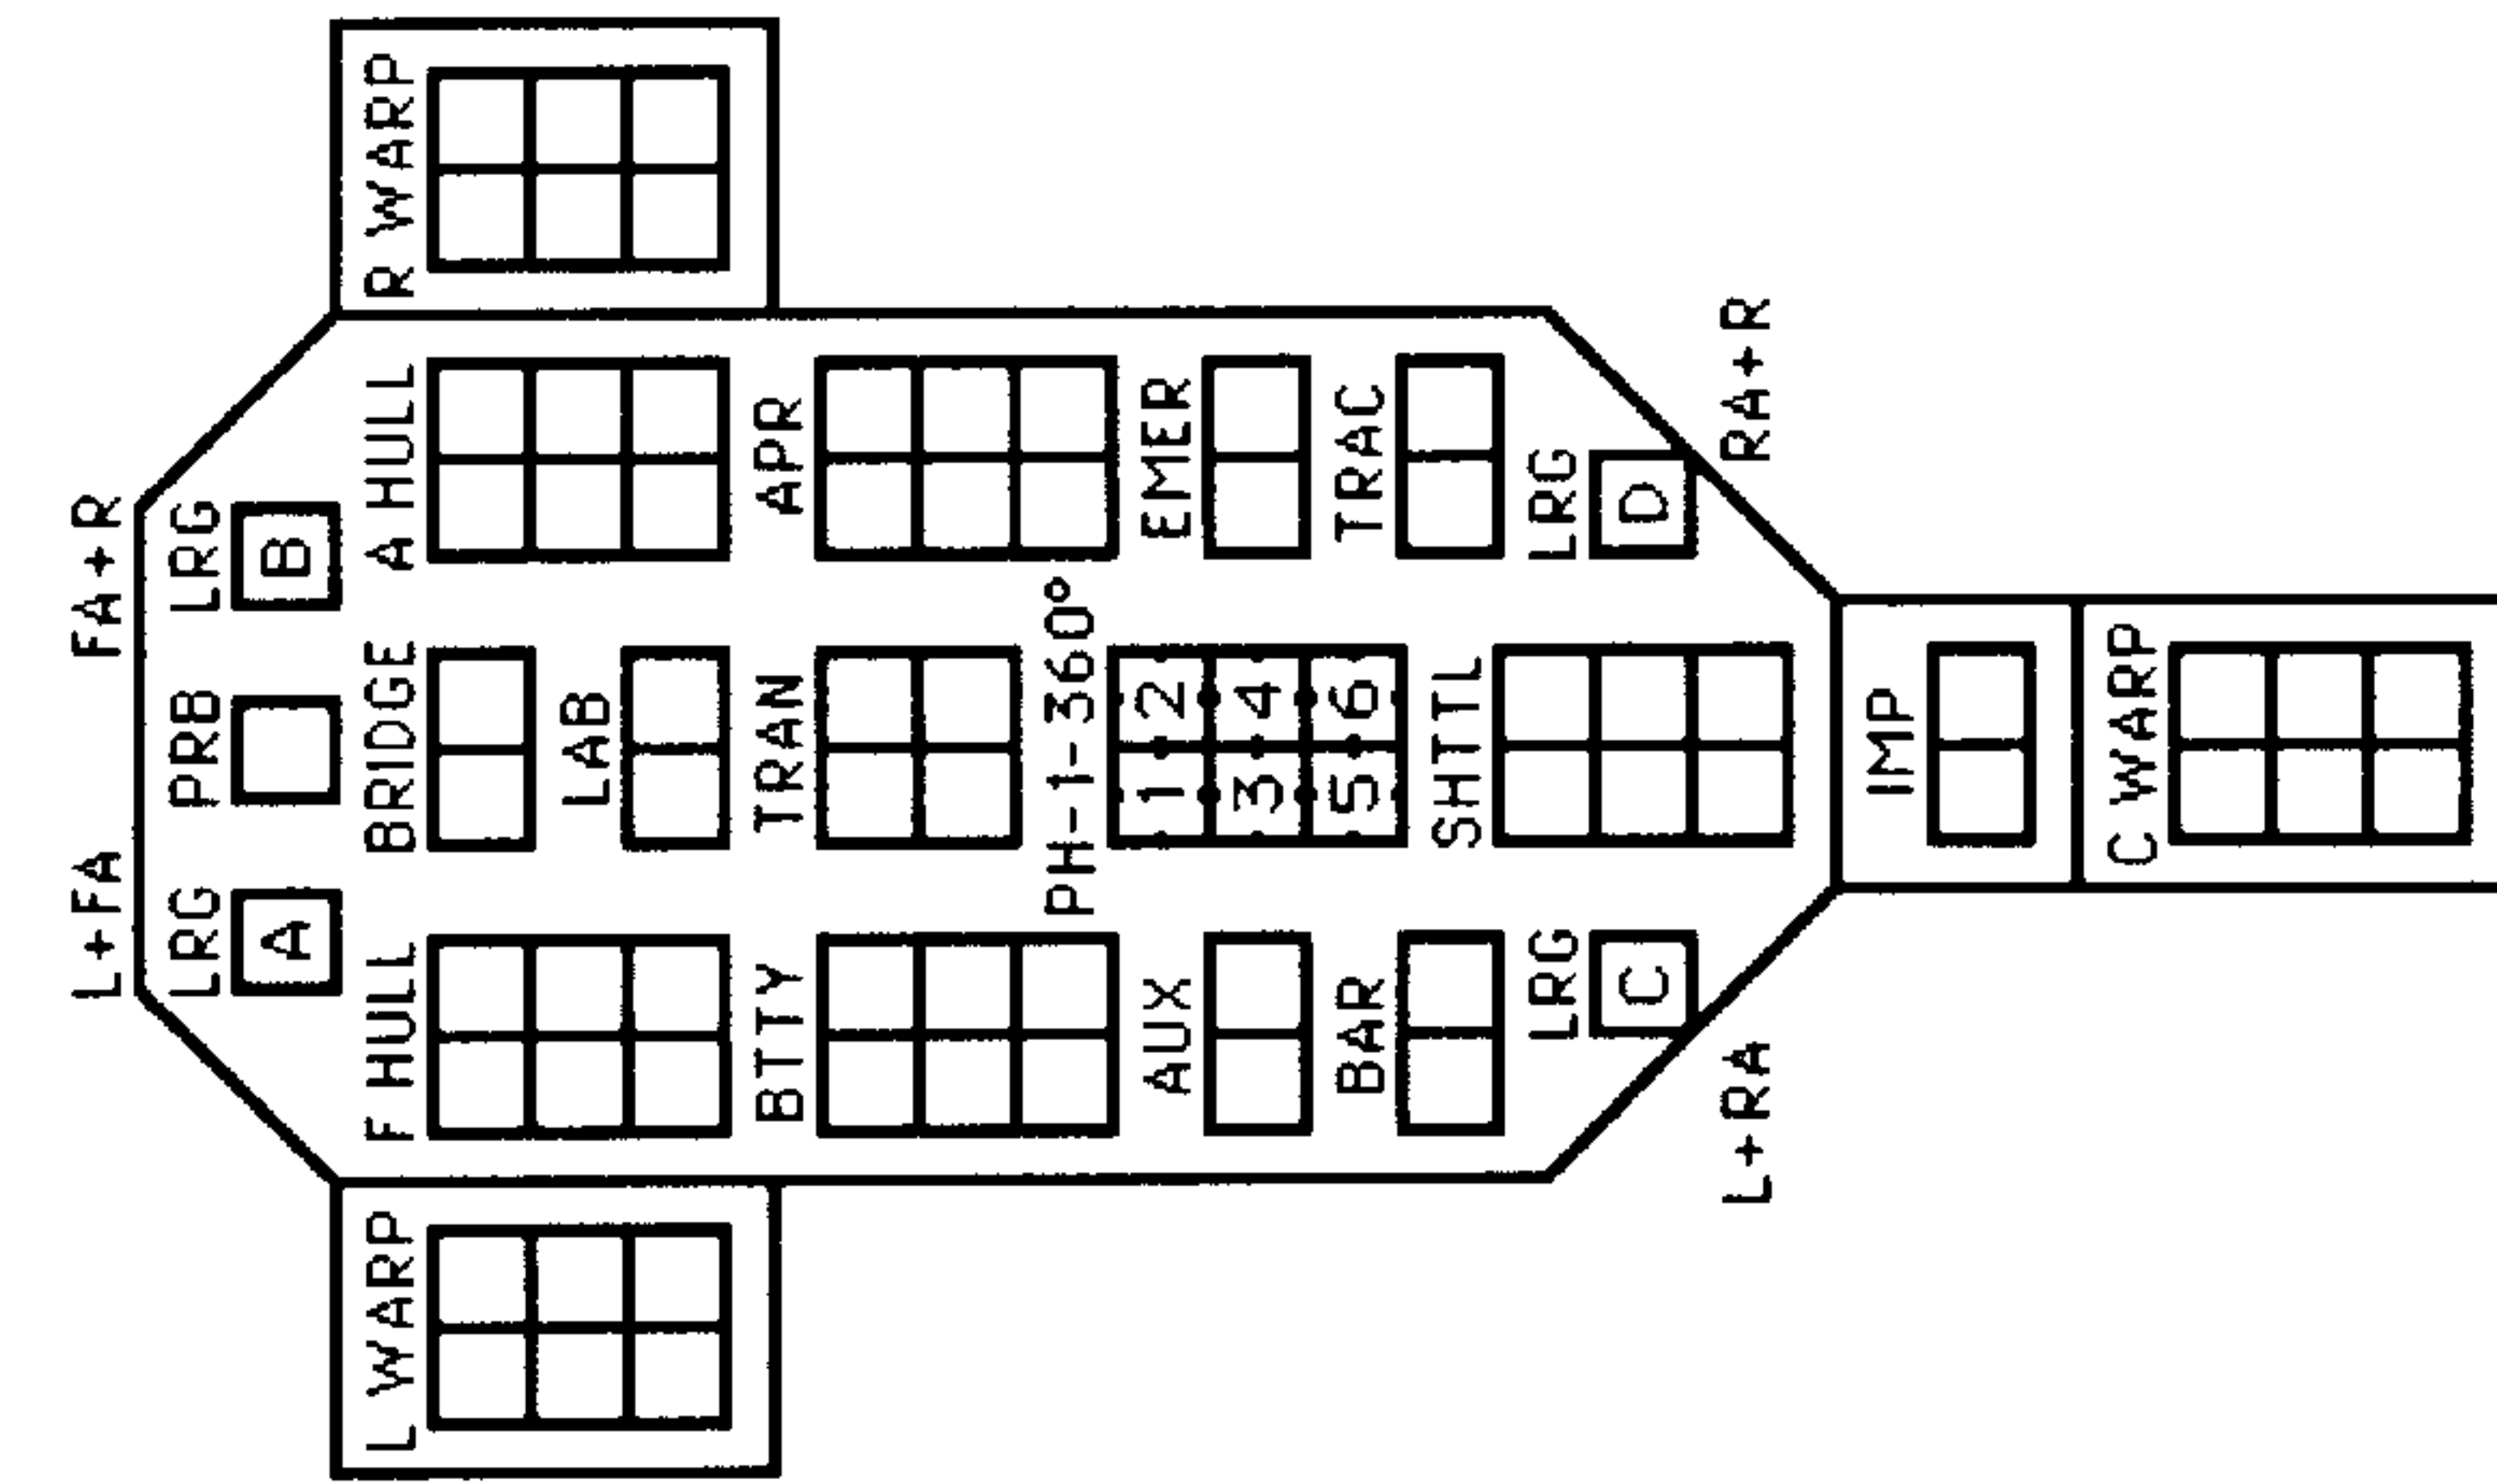 L+FA FA+R
LRG PRB LRG
A B
L WARP F HULL BRIDGE A HULL R WARP
LAB
BTTY TRAN APR
PH-1-360°
AUX 1 2 EMER
3 4
BAR 5 6 TRAC
SHTTL
LRG LRG
C D
L+RA RA+R
IMP
C WARP